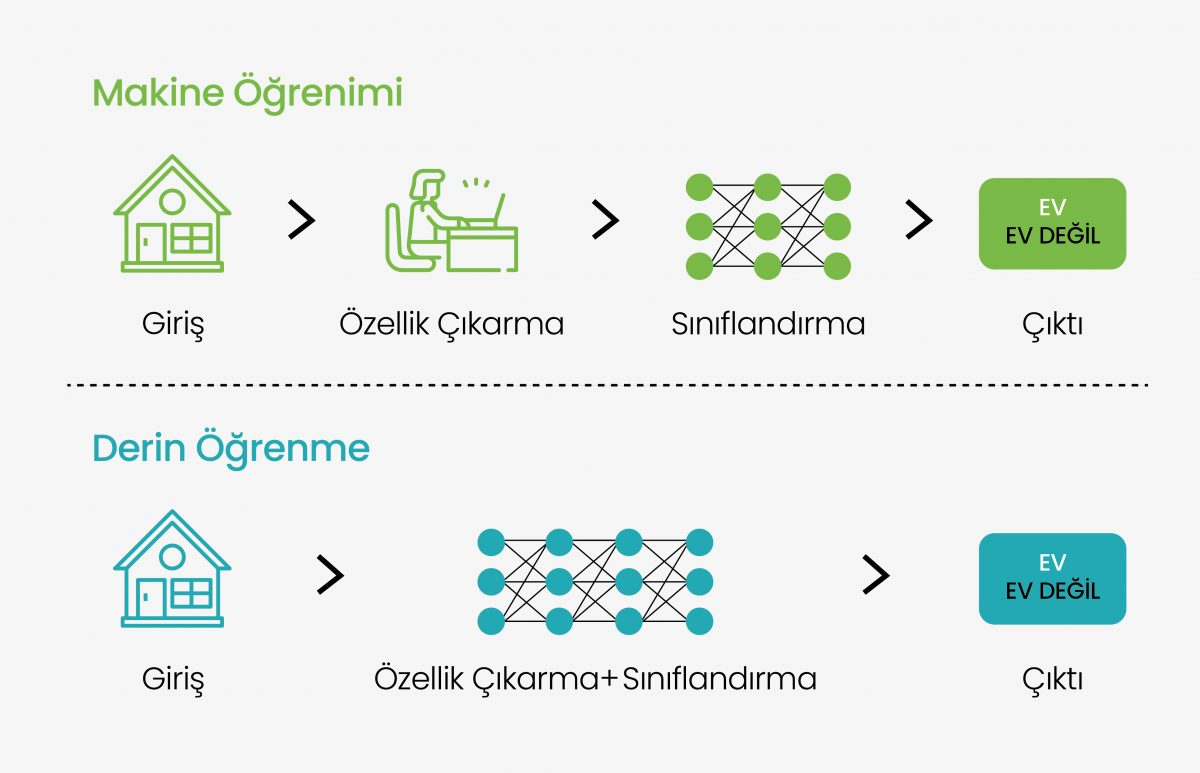 Makine Öğrenimi
EV
EV DEĞİL
Giriş
Özellik Çıkarma
Sınıflandırma
Çıktı
Derin Öğrenme
EV
EV DEĞİL
Giriş
Özellik Çıkarma+Sınıflandırma
Çıktı